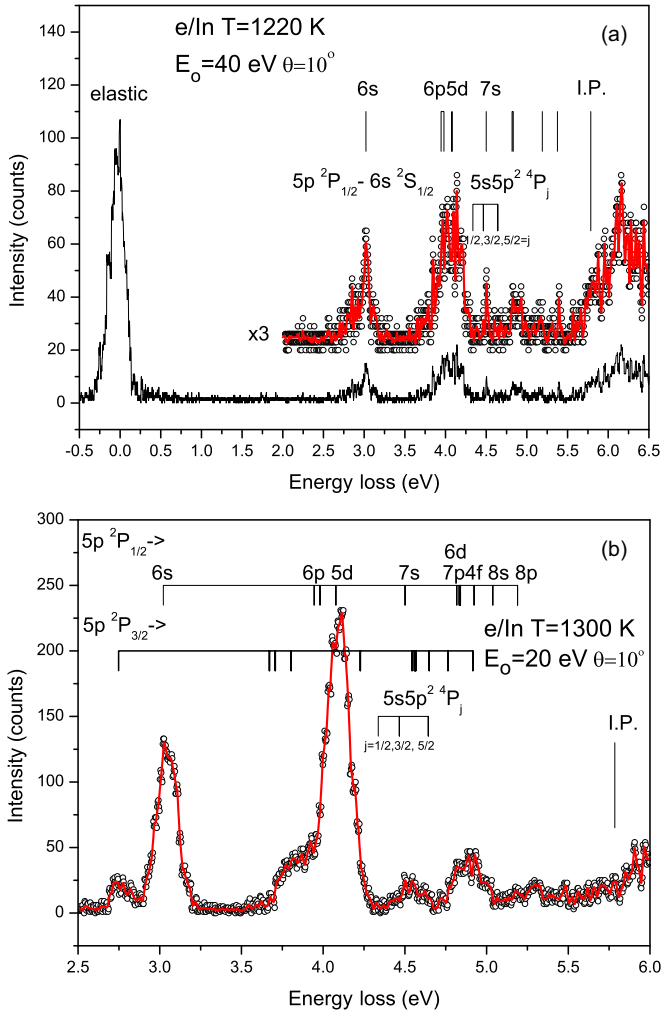 e/In T=1220 K
(a)
E₀=40 eV θ=10°
elastic
6s
6p5d
7s
I.P.
5p ²P₁/₂- 6s ²S₁/₂
5s5p² ⁴Pⱼ
1/2,3/2,5/2=j
x3
140
120
100
80
60
40
20
0
Intensity (counts)
-0.5 0.0 0.5 1.0 1.5 2.0 2.5 3.0 3.5 4.0 4.5 5.0 5.5 6.0 6.5
Energy loss (eV)
(b)
5p ²P₁/₂->
6d
6s 6p 5d 7s 7p4f 8s 8p
5p ²P₃/₂->
e/In T=1300 K
E₀=20 eV θ=10°
5s5p² ⁴Pⱼ
j=1/2,3/2, 5/2
I.P.
300
250
200
150
100
50
0
Intensity (counts)
2.5 3.0 3.5 4.0 4.5 5.0 5.5 6.0
Energy loss (eV)